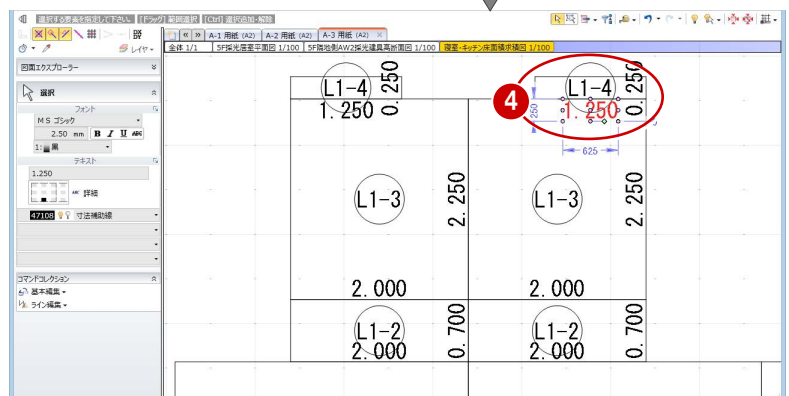 選択する要素を指定して下さい。 [ドラッグ] 範囲選択 [Ctrl] 選択追加・解除
レイヤー
図面エクスプローラー
選択
フォント
MS ゴシック
2.50 mm B I U ABC
1: 黒
テキスト
1.250
詳細
47108 寸法補助線
コマンドコレクション
基本編集
ライン編集
A-1 用紙 (A2) A-2 用紙 (A2) A-3 用紙 (A2)
全体 1/1 5F採光居室平面図 1/100 5F隣地側AW2採光建具高断面図 1/100 寝室・キッチン床面積求積図 1/100
L1-4 0.250
1.250
L1-4 0.250
1.250
4
250
625
L1-3 2.250
2.000
L1-3 2.250
2.000
L1-2 0.700
2.000
L1-2 0.700
2.000